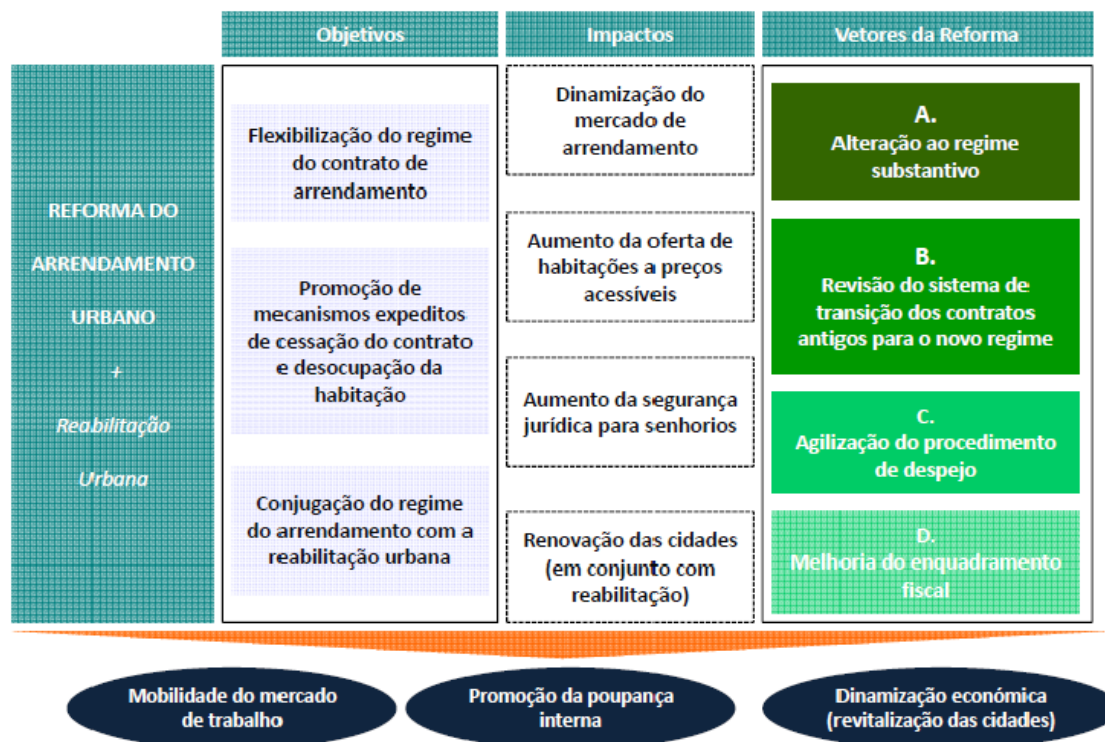 Objetivos
Impactos
Vetores da Reforma
REFORMA DO
ARRENDAMENTO
URBANO
+
Reabilitação
Urbana
Flexibilização do regime
do contrato de
arrendamento
Promoção de
mecanismos expeditos
de cessação do contrato
e desocupação da
habitação
Conjugação do regime
do arrendamento com a
reabilitação urbana
Dinamização do
mercado de
arrendamento
Aumento da oferta de
habitações a preços
acessíveis
Aumento da segurança
jurídica para senhorios
Renovação das cidades
(em conjunto com
reabilitação)
A.
Alteração ao regime
substantivo
B.
Revisão do sistema de
transição dos contratos
antigos para o novo regime
C.
Agilização do procedimento
de despejo
D.
Melhoria do enquadramento
fiscal
Mobilidade do mercado
de trabalho
Promoção da poupança
interna
Dinamização económica
(revitalização das cidades)